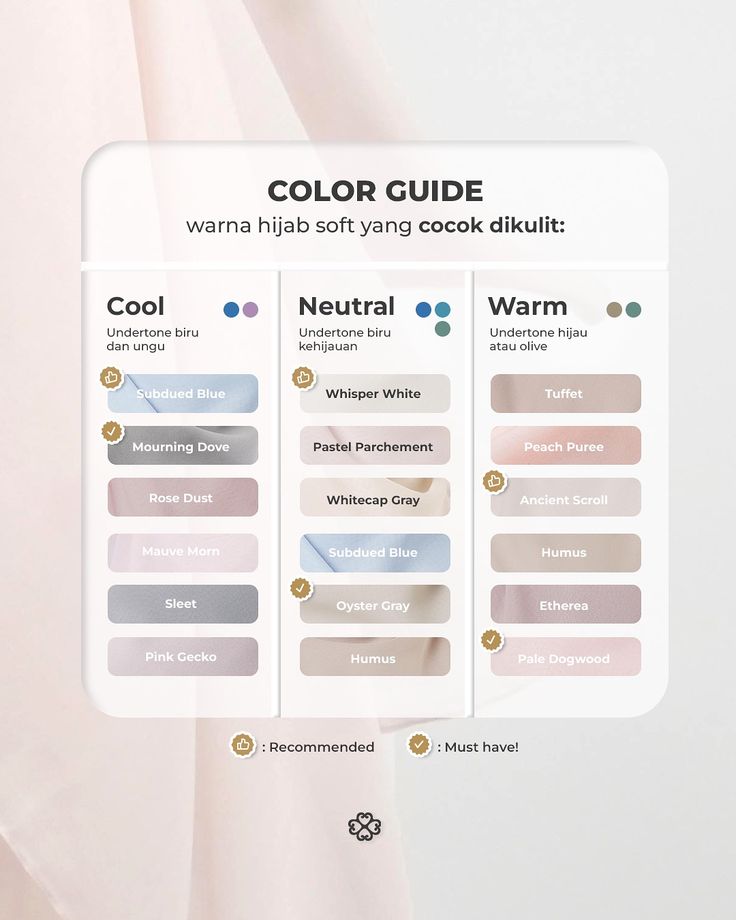 COLOR GUIDE
warna hijab soft yang cocok dikulit:
Cool
Undertone biru
dan ungu
Subdued Blue
Mourning Dove
Rose Dust
Mauve Morn
Sleet
Pink Gecko
Neutral
Undertone biru
kehijauan
Whisper White
Pastel Parchement
Whitecap Gray
Subdued Blue
Oyster Gray
Humus
Warm
Undertone hijau
atau olive
Tuffet
Peach Puree
Ancient Scroll
Humus
Etherea
Pale Dogwood
: Recommended
: Must have!